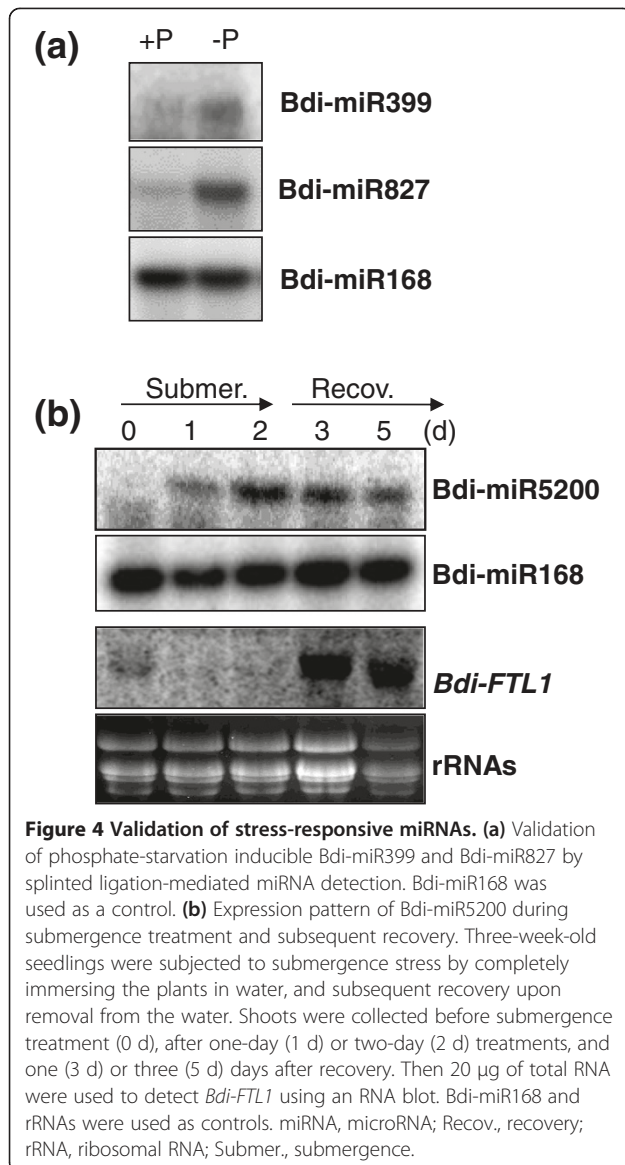 (a)
+P -P
Bdi-miR399
Bdi-miR827
Bdi-miR168
(b)
Submer. Recov.
0 1 2 3 5 (d)
Bdi-miR5200
Bdi-miR168
Bdi-FTL1
rRNAs
Figure 4 Validation of stress-responsive miRNAs. (a) Validation
of phosphate-starvation inducible Bdi-miR399 and Bdi-miR827 by
splinted ligation-mediated miRNA detection. Bdi-miR168 was
used as a control. (b) Expression pattern of Bdi-miR5200 during
submergence treatment and subsequent recovery. Three-week-old
seedlings were subjected to submergence stress by completely
immersing the plants in water, and subsequent recovery upon
removal from the water. Shoots were collected before submergence
treatment (0 d), after one-day (1 d) or two-day (2 d) treatments, and
one (3 d) or three (5 d) days after recovery. Then 20 µg of total RNA
were used to detect Bdi-FTL1 using an RNA blot. Bdi-miR168 and
rRNAs were used as controls. miRNA, microRNA; Recov., recovery;
rRNA, ribosomal RNA; Submer., submergence.